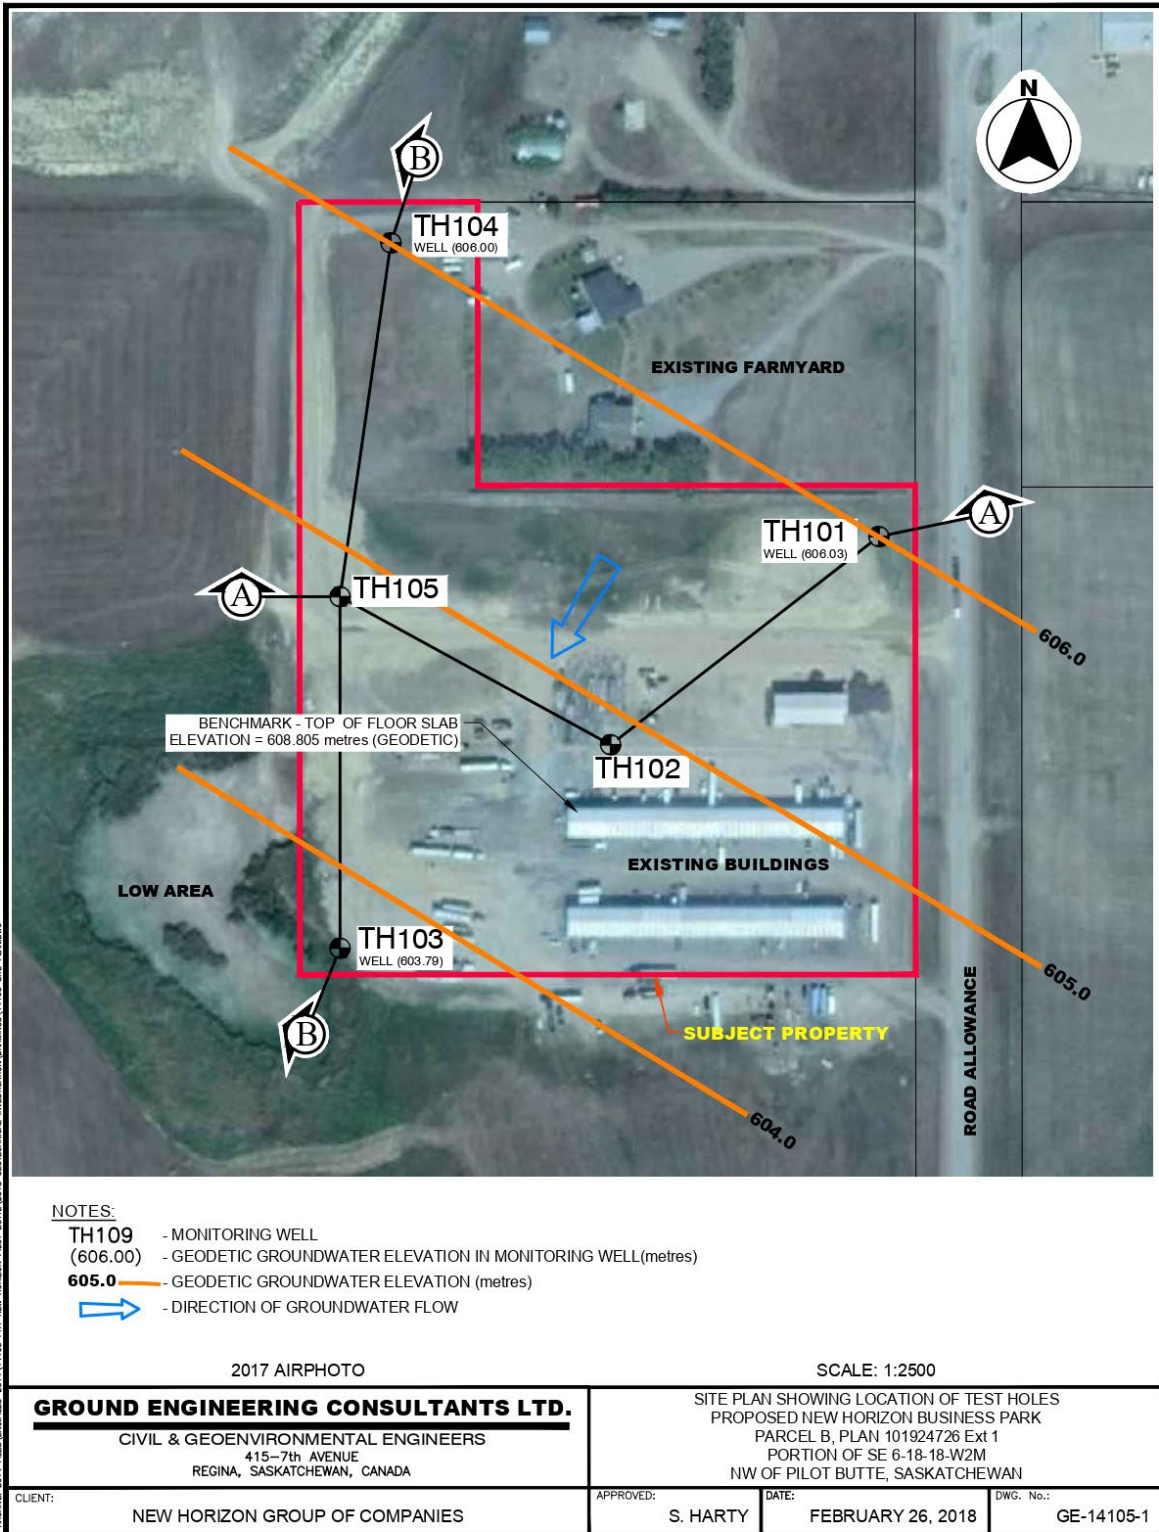 N
B
TH104
WELL (606.00)
EXISTING FARMYARD
TH101
WELL (606.03)
A
A
TH105
606.0
BENCHMARK - TOP OF FLOOR SLAB
ELEVATION = 608.805 metres (GEODETIC)
TH102
EXISTING BUILDINGS
LOW AREA
TH103
WELL (603.79)
605.0
B
SUBJECT PROPERTY
ROAD ALLOWANCE
604.0
NOTES:
TH109 - MONITORING WELL
(606.00) - GEODETIC GROUNDWATER ELEVATION IN MONITORING WELL(metres)
605.0 - GEODETIC GROUNDWATER ELEVATION (metres)
- DIRECTION OF GROUNDWATER FLOW
2017 AIRPHOTO
SCALE: 1:2500
GROUND ENGINEERING CONSULTANTS LTD.
CIVIL & GEOENVIRONMENTAL ENGINEERS
415-7th AVENUE
REGINA, SASKATCHEWAN, CANADA
SITE PLAN SHOWING LOCATION OF TEST HOLES
PROPOSED NEW HORIZON BUSINESS PARK
PARCEL B, PLAN 101924726 Ext 1
PORTION OF SE 6-18-18-W2M
NW OF PILOT BUTTE, SASKATCHEWAN
CLIENT:
NEW HORIZON GROUP OF COMPANIES
APPROVED:
S. HARTY
DATE:
FEBRUARY 26, 2018
DWG. No.:
GE-14105-1